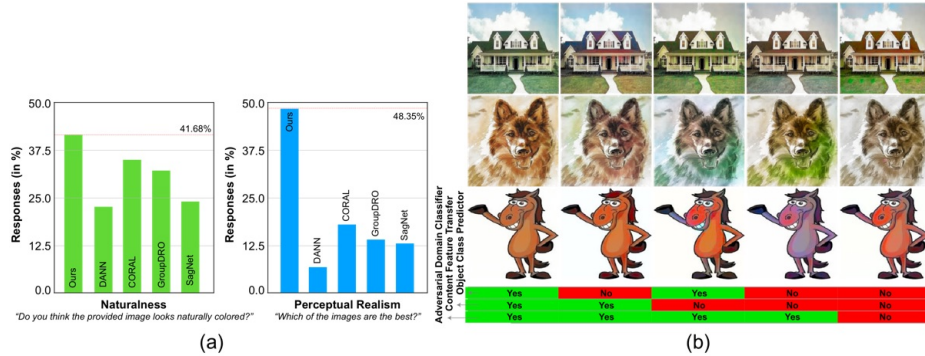 50.0
41.68%
37.5
25.0
12.5
0.0
Responses (in %)
Ours
DANN
CORAL
GroupDRO
SagNet
Naturalness
"Do you think the provided image looks naturally colored?"
50.0
48.35%
37.5
25.0
12.5
0.0
Responses (in %)
Ours
DANN
CORAL
GroupDRO
SagNet
Perceptual Realism
"Which of the images are the best?"
(a)
Adversarial Domain Classifier
Content Feature Transfer
Object Class Predictor
Yes No Yes No No
Yes Yes No No No
Yes Yes Yes Yes No
(b)